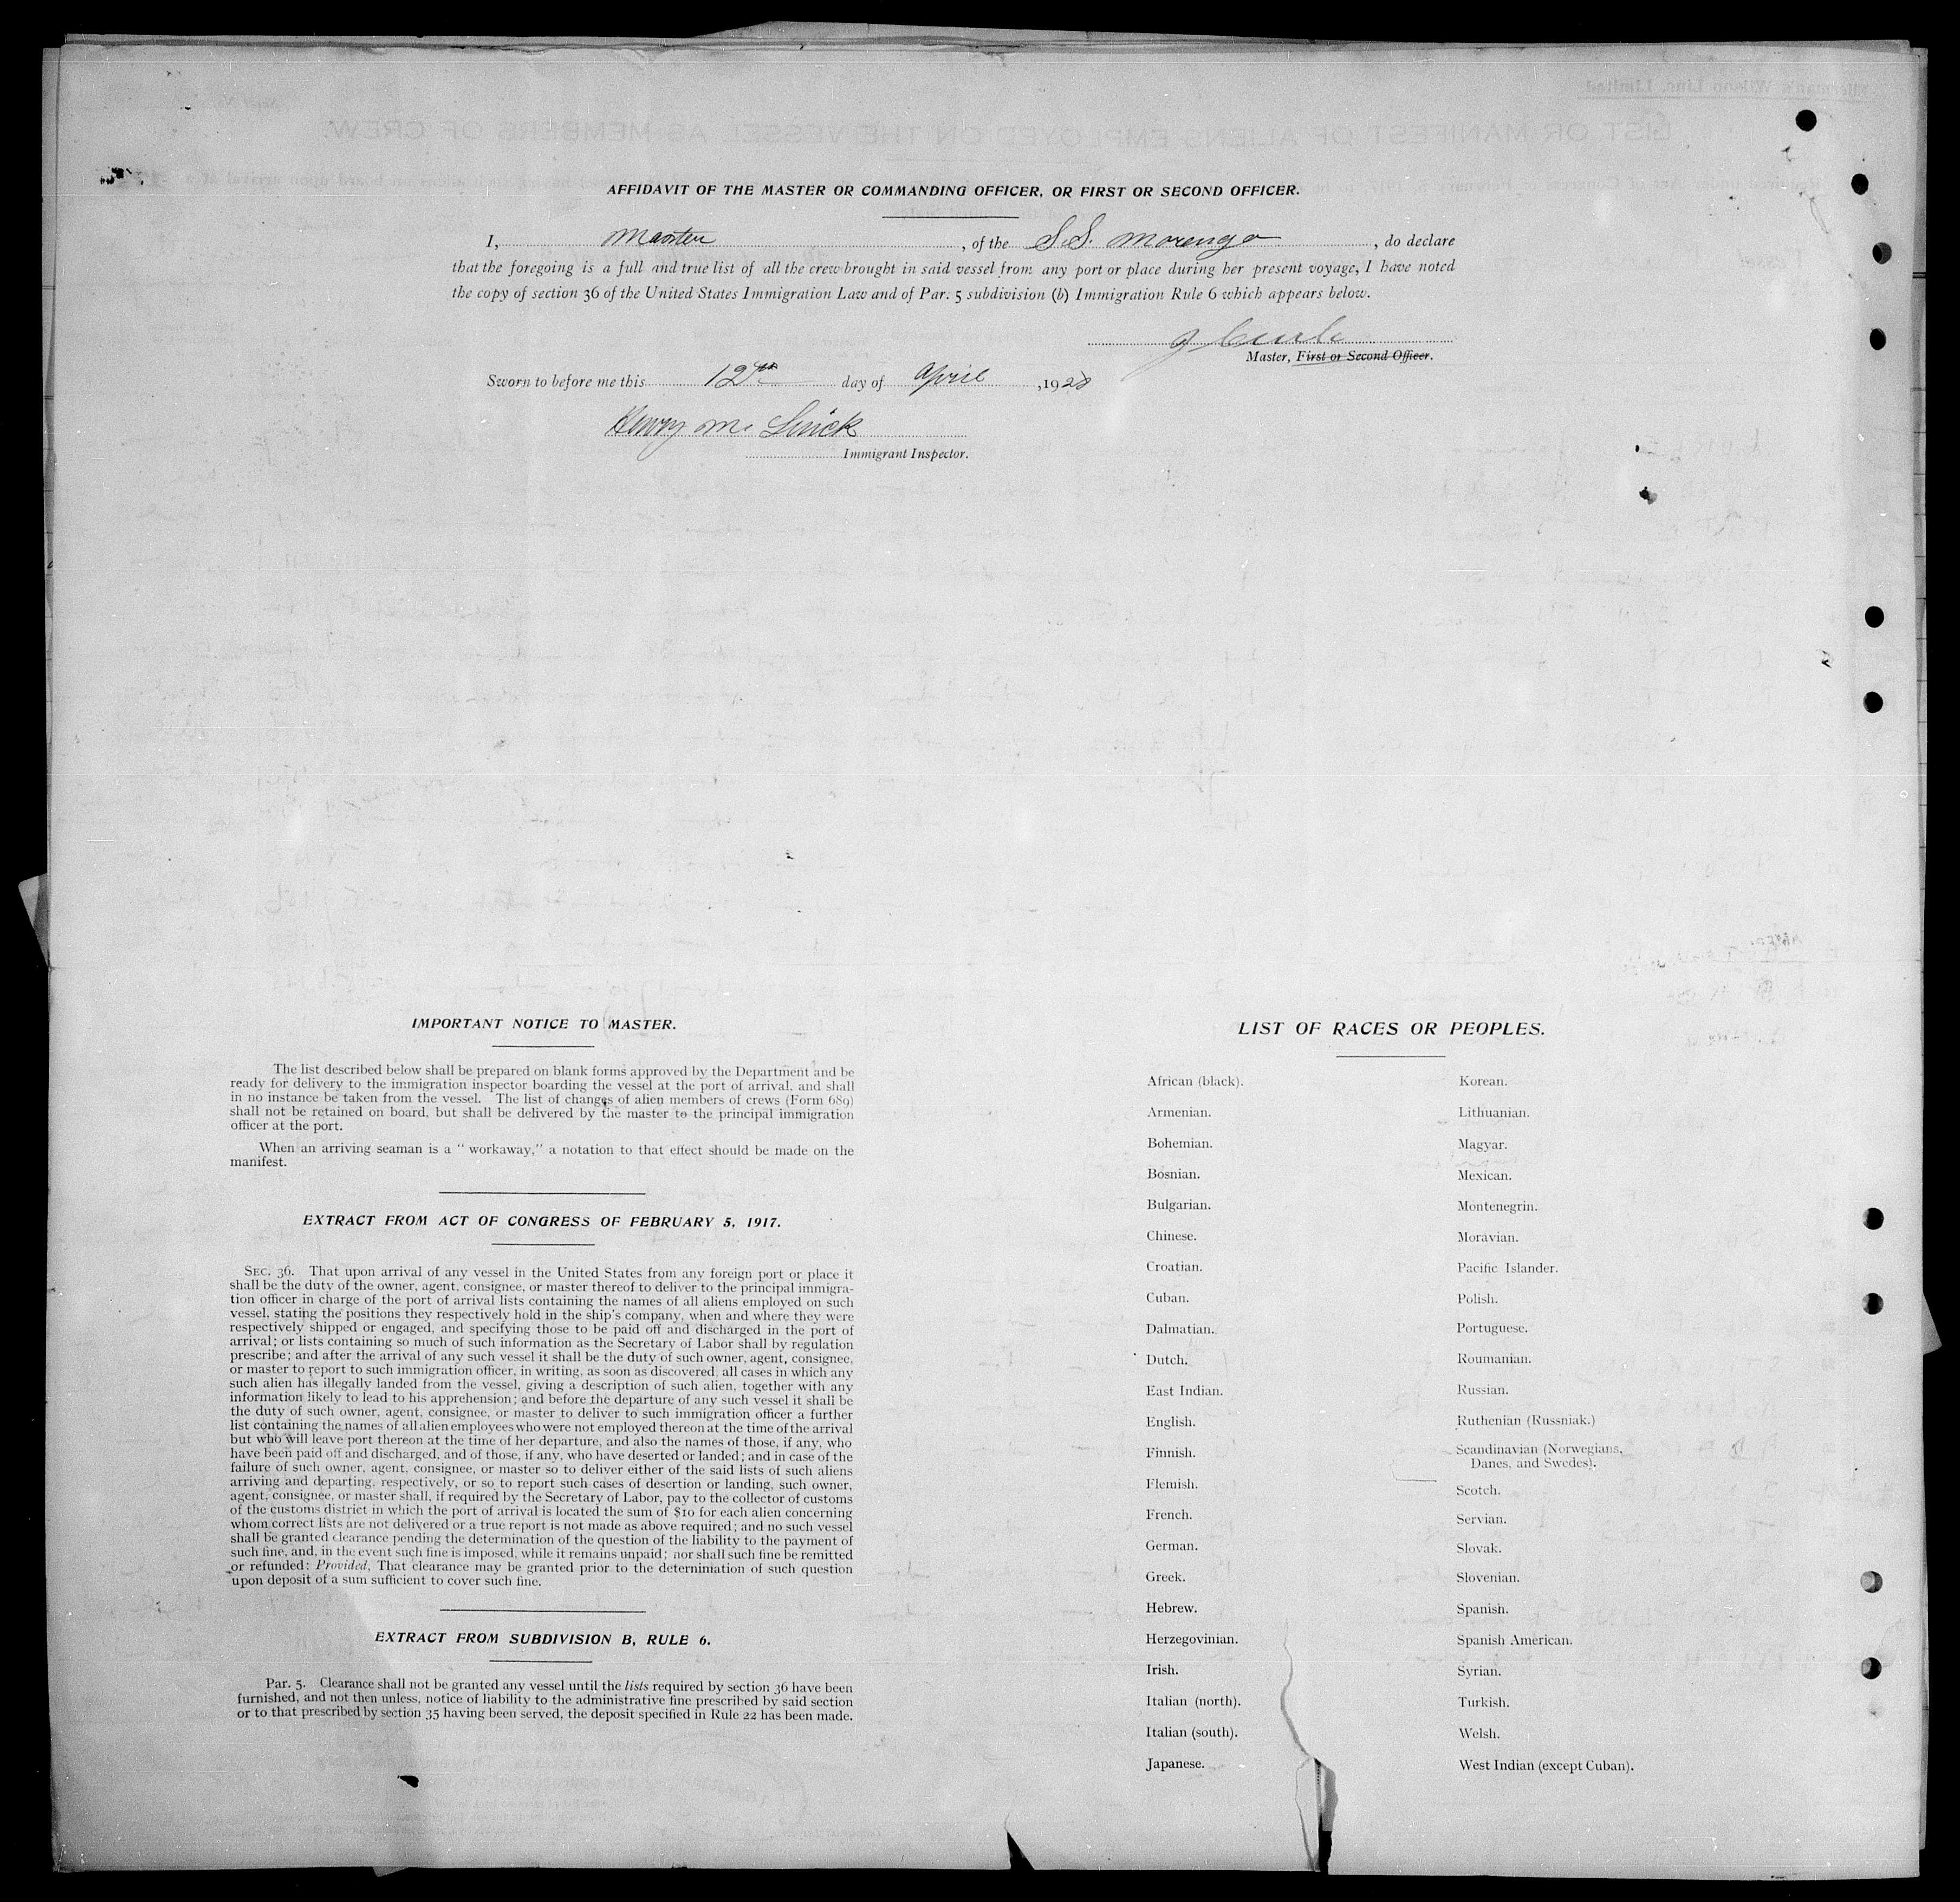 AFFIDAVIT OF THE MASTER OR COMMANDING OFFICER, OR FIRST OR SECOND OFFICER.
I, Master, of the S.S. Marengo, do declare
that the foregoing is a full and true list of all the crew brought in said vessel from any port or place during her present voyage, I have noted
the copy of section 36 of the United States Immigration Law and of Par. 5 subdivision (b) Immigration Rule 6 which appears below.
Master, First or Second Officer.
Sworn to before me this 12th day of April, 1928
Henry M.
Immigrant Inspector.
IMPORTANT NOTICE TO MASTER.
The list described below shall be prepared on blank forms approved by the Department and be
ready for delivery to the immigration inspector boarding the vessel at the port of arrival, and shall
in no instance be taken from the vessel. The list of changes of alien members of crews (Form 689)
shall not be retained on board, but shall be delivered by the master to the principal immigration
officer at the port.
When an arriving seaman is a "workaway," a notation to that effect should be made on the
manifest.
EXTRACT FROM ACT OF CONGRESS OF FEBRUARY 5, 1917.
SEC. 36. That upon arrival of any vessel in the United States from any foreign port or place it
shall be the duty of the owner, agent, consignee, or master thereof to deliver to the principal immigra-
tion officer in charge of the port of arrival lists containing the names of all aliens employed on such
vessel, stating the positions they respectively hold in the ship's company, when and where they were
respectively shipped or engaged, and specifying those to be paid off and discharged in the port of
arrival; or lists containing so much of such information as the Secretary of Labor shall by regulation
prescribe; and after the arrival of any such vessel it shall be the duty of such owner, agent, consignee,
or master to report to such immigration officer, in writing, as soon as discovered, all cases in which any
such alien has illegally landed from the vessel, giving a description of such alien, together with any
information likely to lead to his apprehension; and before the departure of any such vessel it shall be
the duty of such owner, agent, consignee, or master to deliver to such immigration officer a further
list containing the names of all alien employees who were not employed thereon at the time of the arrival
but who will leave port thereon at the time of her departure, and also the names of those, if any, who
have been paid off and discharged, and of those, if any, who have deserted or landed; and in case of the
failure of such owner, agent, consignee, or master so to deliver either of the said lists of such aliens
arriving and departing, respectively, or so to report such cases of desertion or landing, such owner,
agent, consignee, or master shall, if required by the Secretary of Labor, pay to the collector of customs
of the customs district in which the port of arrival is located the sum of $10 for each alien concerning
whom correct lists are not delivered or a true report is not made as above required; and no such vessel
shall be granted clearance pending the determination of the question of the liability to the payment of
such fine, and, in the event such fine is imposed, while it remains unpaid; nor shall such fine be remitted
or refunded: Provided, That clearance may be granted prior to the determiniation of such question
upon deposit of a sum sufficient to cover such fine.
EXTRACT FROM SUBDIVISION B, RULE 6.
Par. 5. Clearance shall not be granted any vessel until the lists required by section 36 have been
furnished, and not then unless, notice of liability to the administrative fine prescribed by said section
or to that prescribed by section 35 having been served, the deposit specified in Rule 22 has been made.
LIST OF RACES OR PEOPLES.
African (black).
Armenian.
Bohemian.
Bosnian.
Bulgarian.
Chinese.
Croatian.
Cuban.
Dalmatian.
Dutch.
East Indian.
English.
Finnish.
Flemish.
French.
German.
Greek.
Hebrew.
Herzegovinian.
Irish.
Italian (north).
Italian (south).
Japanese.
Korean.
Lithuanian.
Magyar.
Mexican.
Montenegrin.
Moravian.
Pacific Islander.
Polish.
Portuguese.
Roumanian.
Russian.
Ruthenian (Russniak.)
Scandinavian (Norwegians,
Danes, and Swedes).
Scotch.
Servian.
Slovak.
Slovenian.
Spanish.
Spanish American.
Syrian.
Turkish.
Welsh.
West Indian (except Cuban).